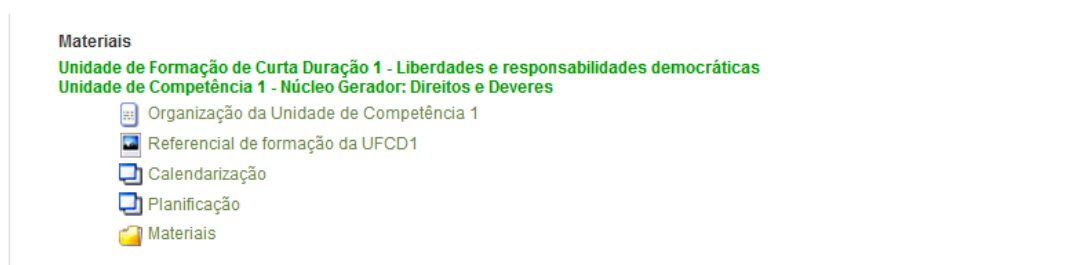 Materiais
Unidade de Formação de Curta Duração 1 - Liberdades e responsabilidades democráticas
Unidade de Competência 1 - Núcleo Gerador: Direitos e Deveres
Organização da Unidade de Competência 1
Referencial de formação da UFCD1
Calendarização
Planificação
Materiais